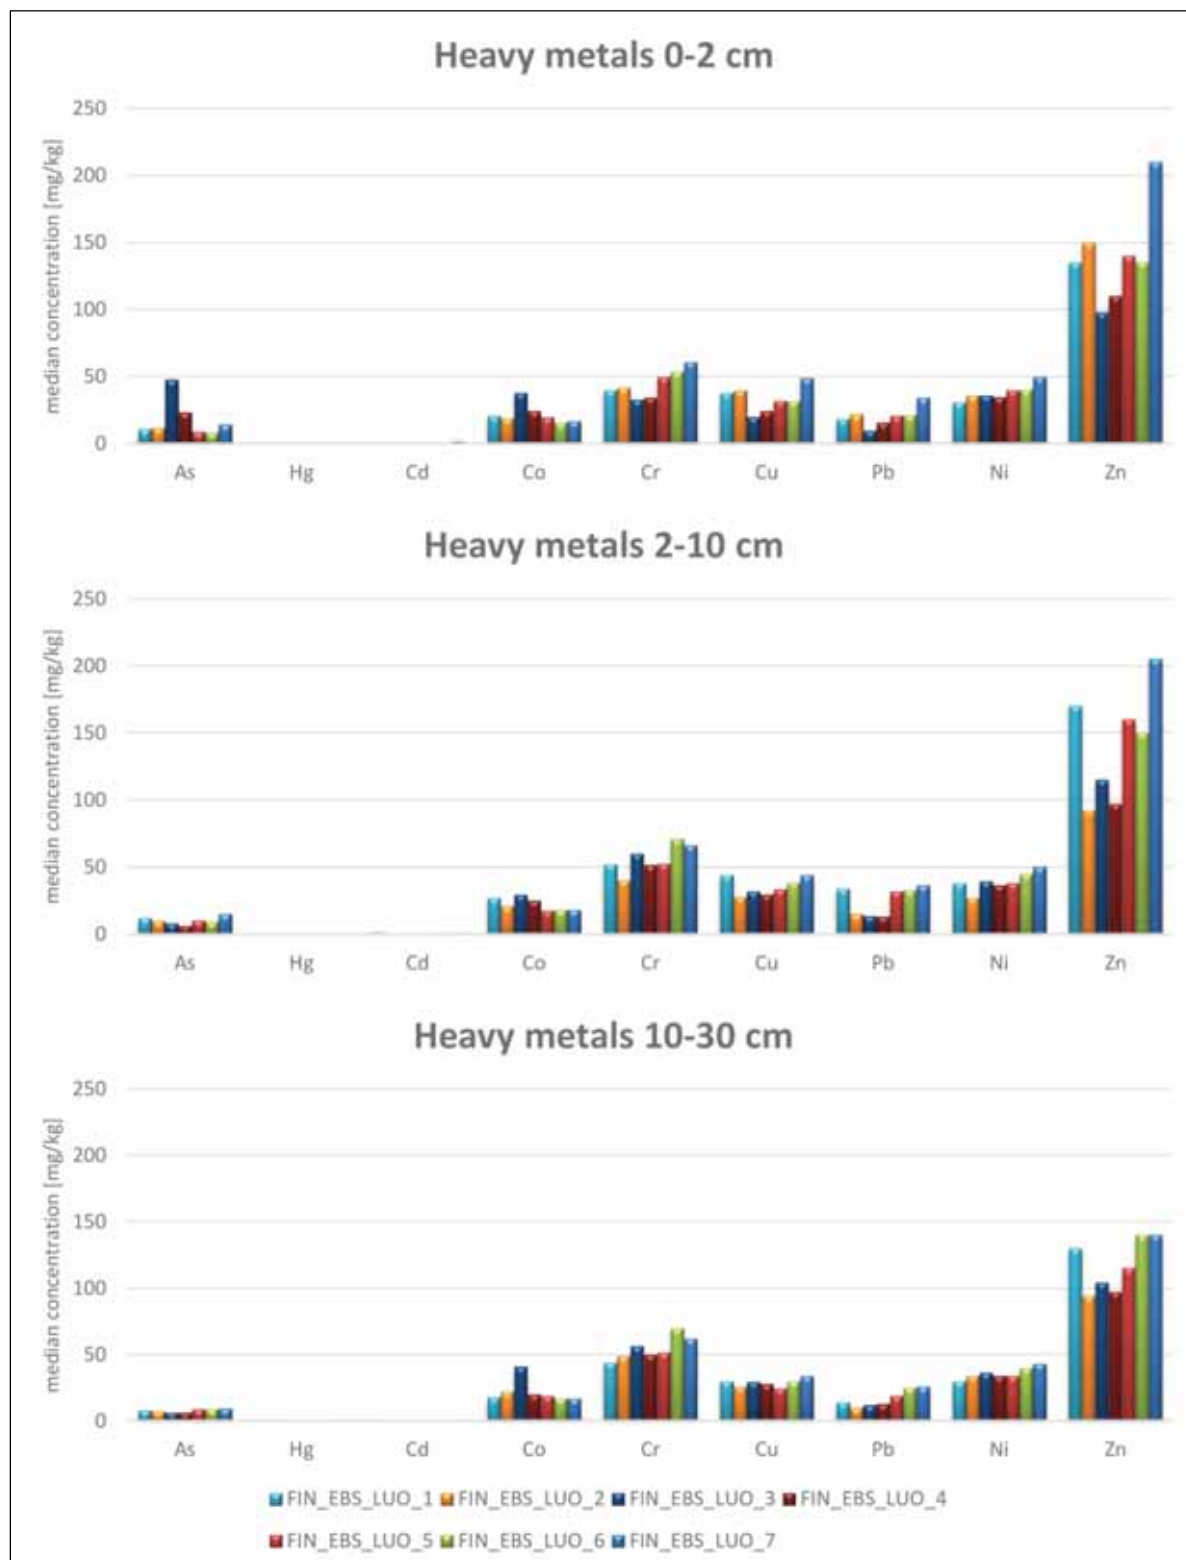 Heavy metals 0-2 cm
median concentration [mg/kg]
250
200
150
100
50
0
As Hg Cd Co Cr Cu Pb Ni Zn
Heavy metals 2-10 cm
median concentration [mg/kg]
250
200
150
100
50
0
As Hg Cd Co Cr Cu Pb Ni Zn
Heavy metals 10-30 cm
median concentration [mg/kg]
250
200
150
100
50
0
As Hg Cd Co Cr Cu Pb Ni Zn
FIN_EBS_LUO_1 FIN_EBS_LUO_2 FIN_EBS_LUO_3 FIN_EBS_LUO_4
FIN_EBS_LUO_5 FIN_EBS_LUO_6 FIN_EBS_LUO_7